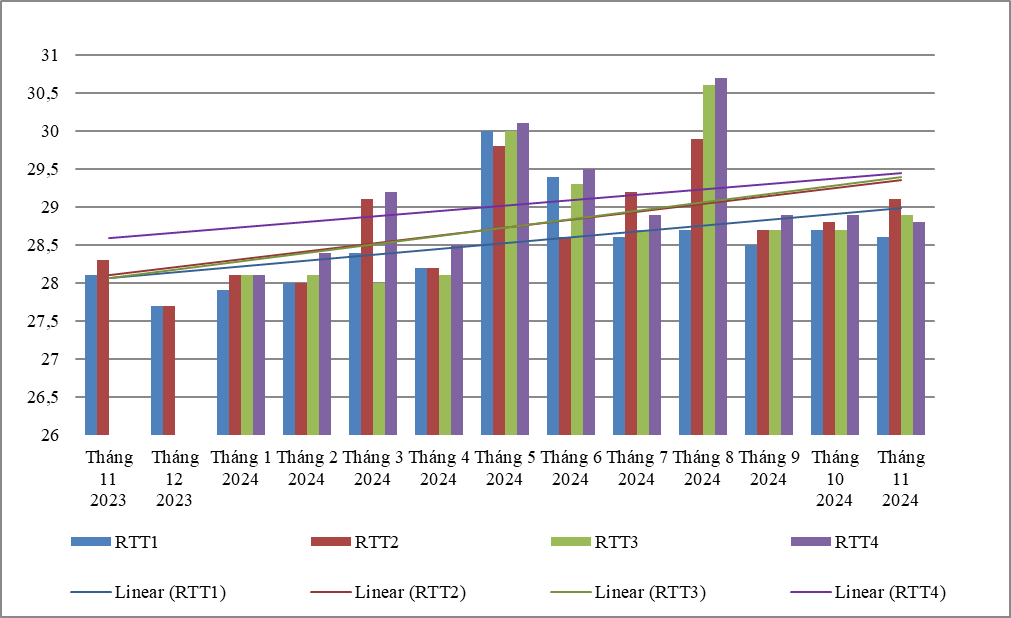 31
30,5
30
29,5
29
28,5
28
27,5
27
26,5
26
Tháng 11 2023
Tháng 12 2023
Tháng 1 2024
Tháng 2 2024
Tháng 3 2024
Tháng 4 2024
Tháng 5 2024
Tháng 6 2024
Tháng 7 2024
Tháng 8 2024
Tháng 9 2024
Tháng 10 2024
Tháng 11 2024
RTT1
RTT2
RTT3
RTT4
Linear (RTT1)
Linear (RTT2)
Linear (RTT3)
Linear (RTT4)